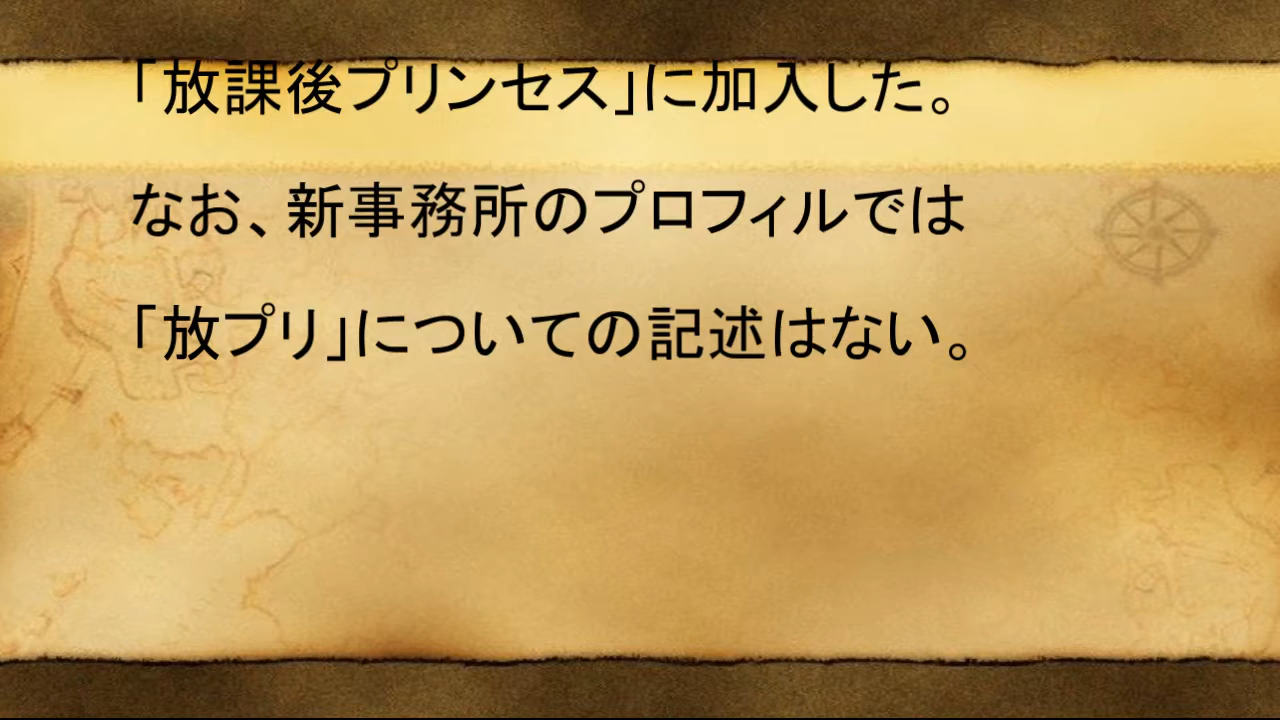 「放課後プリンセス」に加入した。
なお、新事務所のプロフィルでは
「放プリ」についての記述はない。